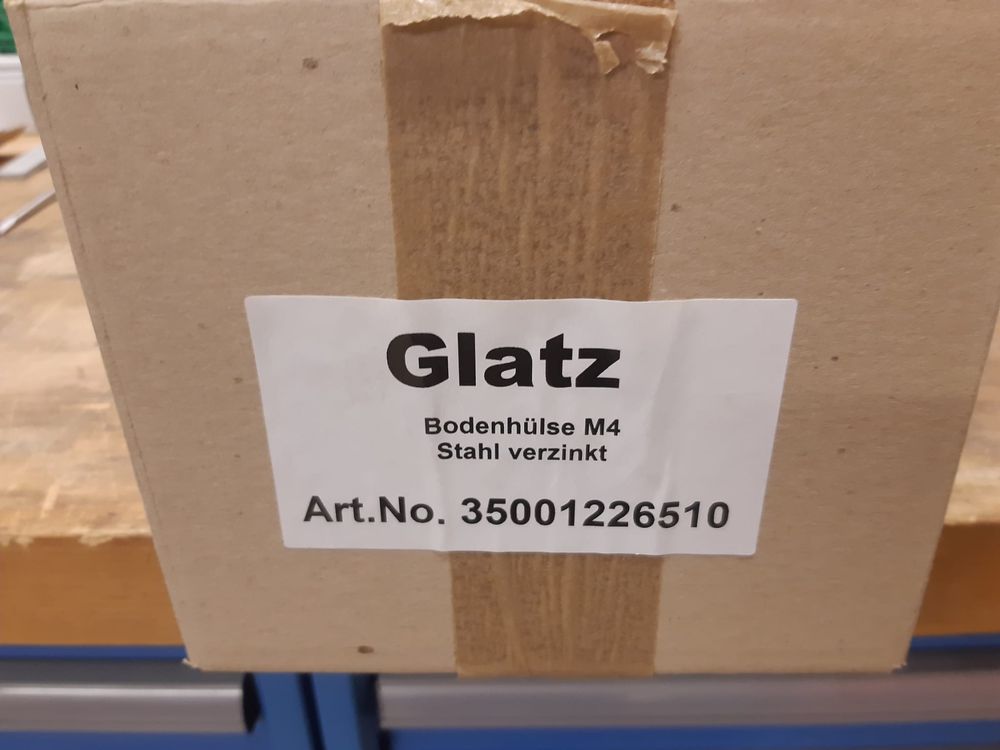 Glatz
Bodenhülse M4
Stahl verzinkt
Art.No. 35001226510